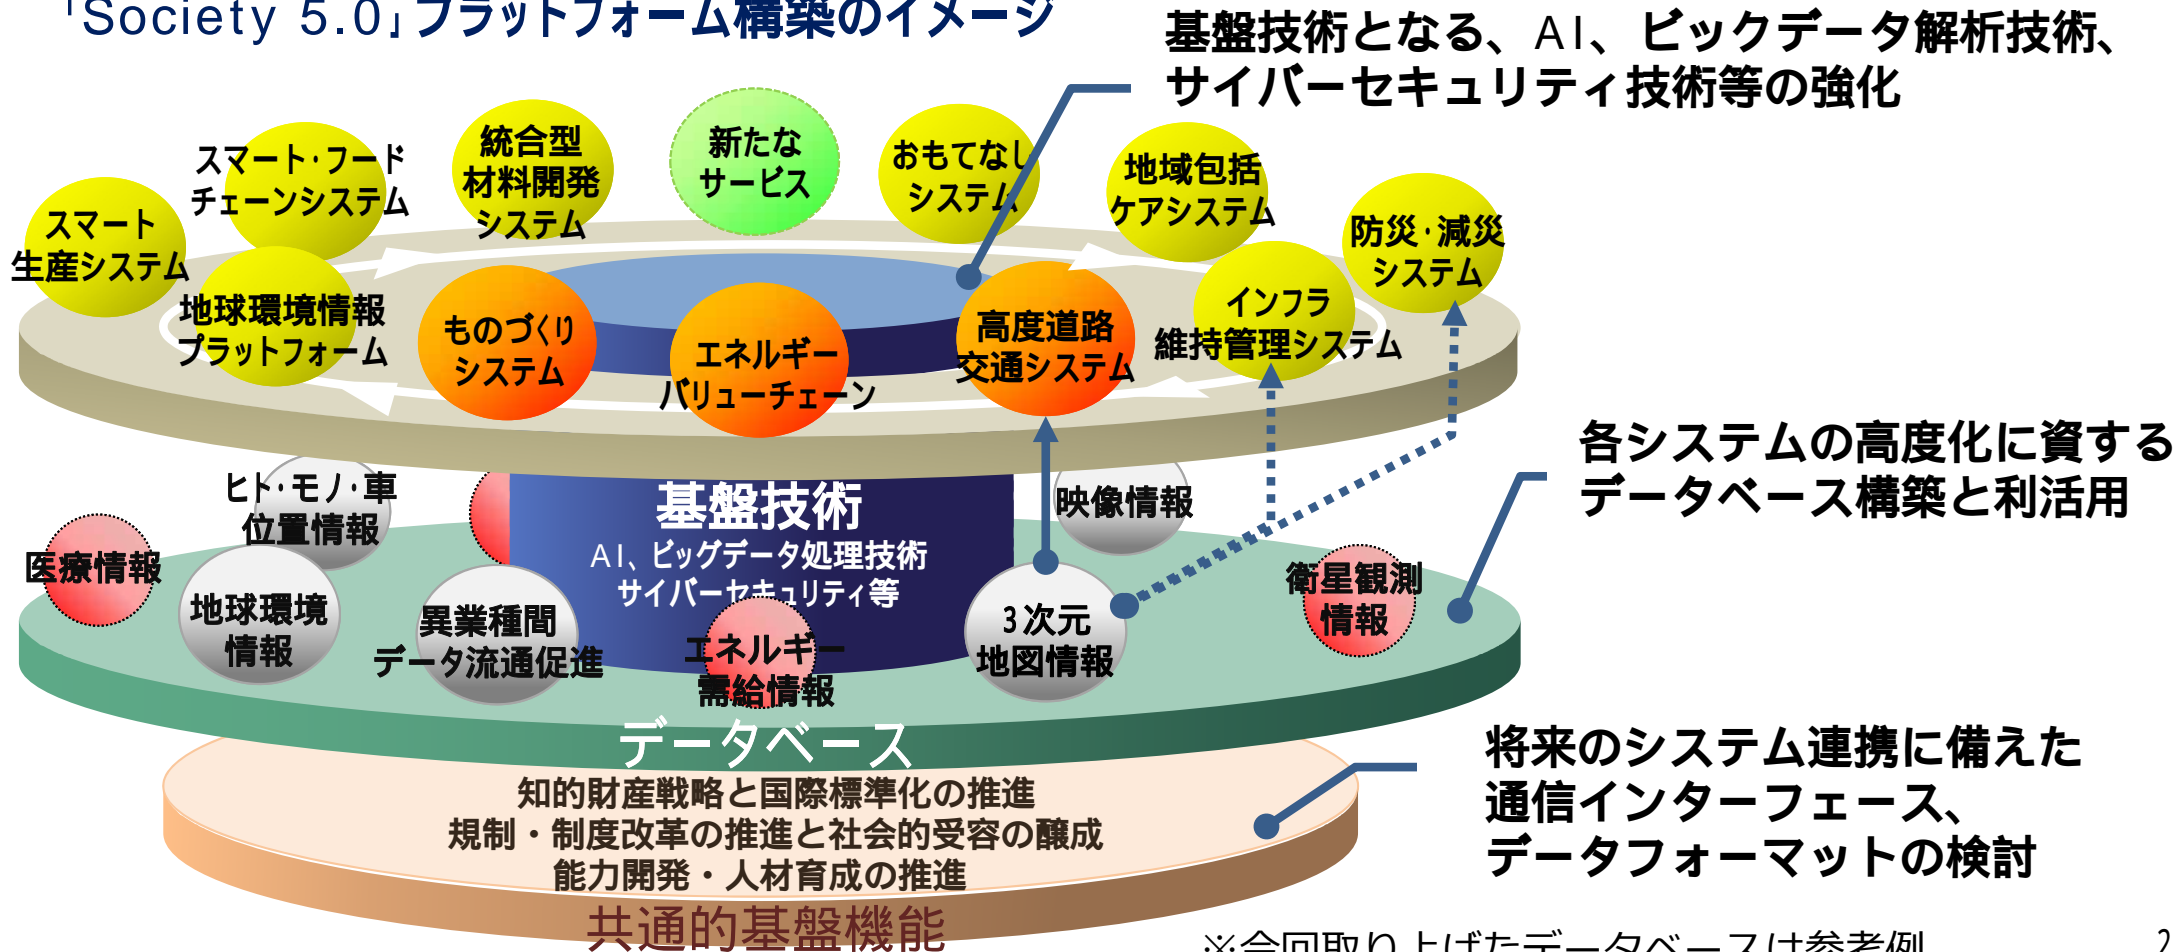 「Society 5.0」プラットフォーム構築のイメージ
基盤技術となる、AI、ビックデータ解析技術、
サイバーセキュリティ技術等の強化
スマート
生産システム
スマート・フード
チェーンシステム
統合型
材料開発
システム
新たな
サービス
おもてなし
システム
地域包括
ケアシステム
防災・減災
システム
地球環境情報
プラットフォーム
ものづくり
システム
エネルギー
バリューチェーン
高度道路
交通システム
インフラ
維持管理システム
各システムの高度化に資する
データベース構築と利活用
ヒト・モノ・車
位置情報
基盤技術
AI、ビッグデータ処理技術
サイバーセキュリティ等
映像情報
医療情報
地球環境
情報
異業種間
データ流通促進
エネルギー
需給情報
3次元
地図情報
衛星観測
情報
データベース
将来のシステム連携に備えた
通信インターフェース、
データフォーマットの検討
知的財産戦略と国際標準化の推進
規制・制度改革の推進と社会的受容の醸成
能力開発・人材育成の推進
共通的基盤機能
※今回取り上げたデータベースは参考例
2